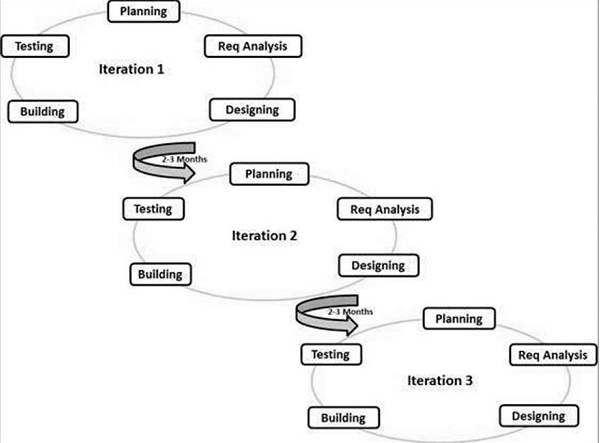 Planning
Testing
Req Analysis
Iteration 1
Building
Designing
2-3 Months
Planning
Testing
Req Analysis
Iteration 2
Building
Designing
2-3 Months
Planning
Testing
Req Analysis
Iteration 3
Building
Designing